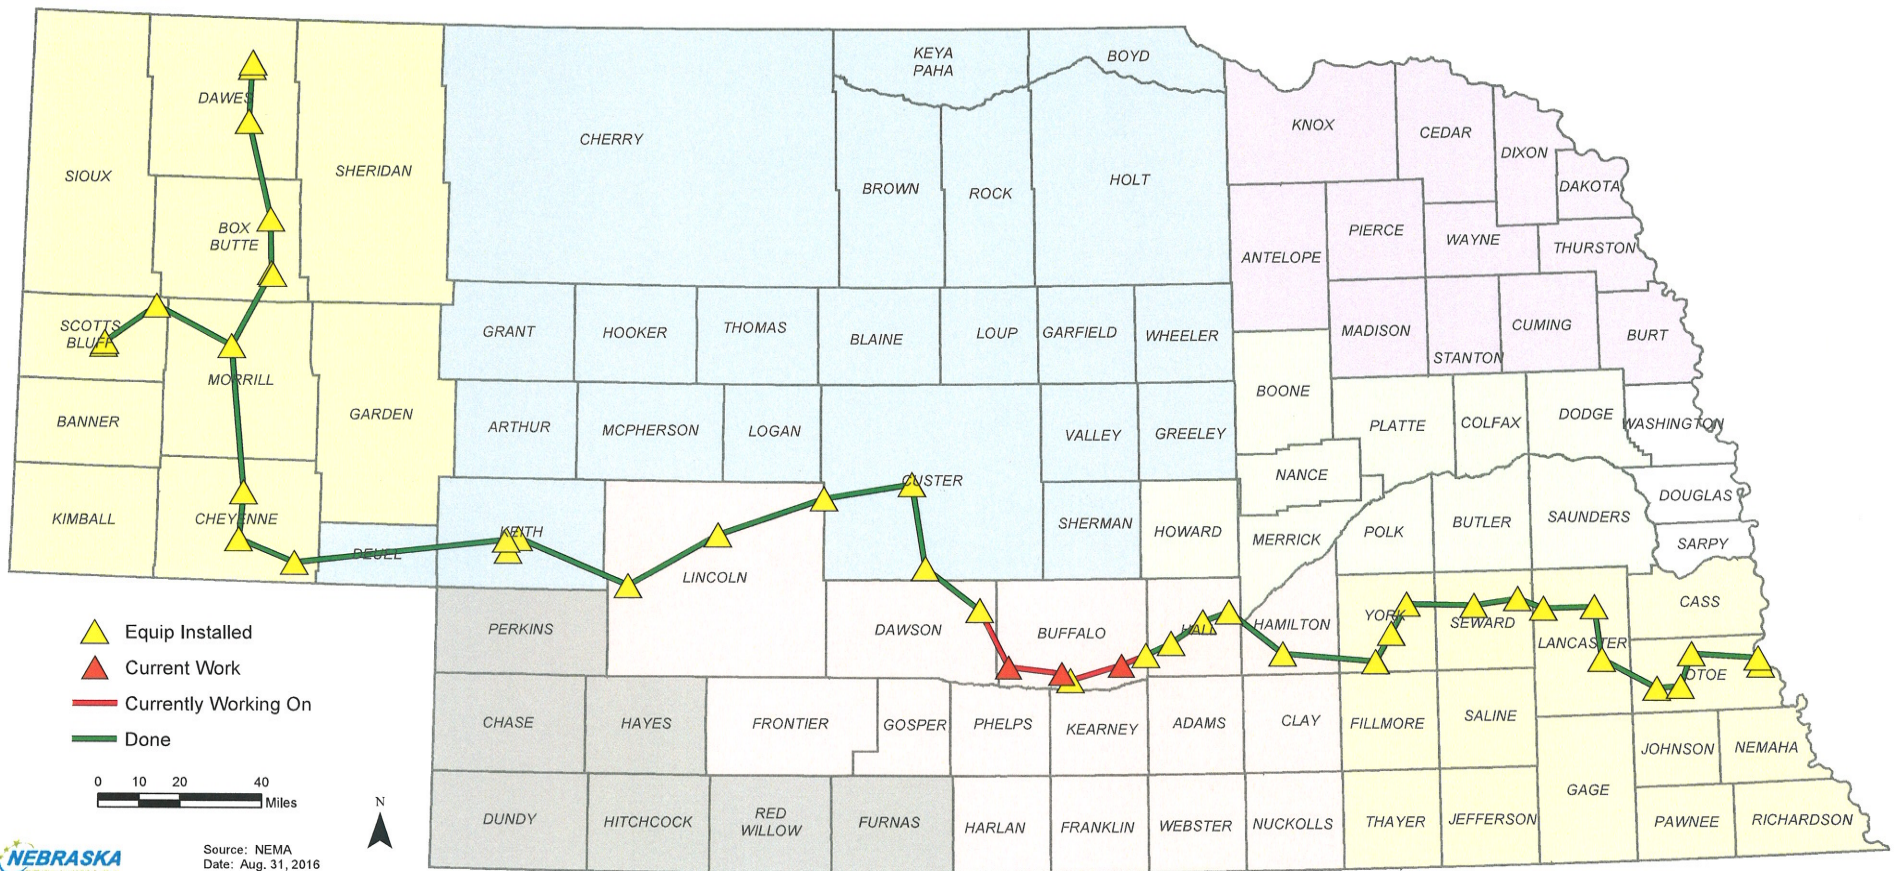 KEYA
PAHA
BOYD
DAWES
KNOX
CEDAR
CHERRY
DIXON
SIOUX
SHERIDAN
BROWN
ROCK
HOLT
DAKOTA
BOX
BUTTE
PIERCE
WAYNE
THURSTON
ANTELOPE
SCOTTS
BLUFF
GRANT
HOOKER
THOMAS
BLAINE
LOUP
GARFIELD
WHEELER
MADISON
STANTON
CUMING
BURT
MORRILL
BANNER
GARDEN
ARTHUR
MCPHERSON
LOGAN
VALLEY
GREELEY
BOONE
PLATTE
COLFAX
DODGE
WASHINGTON
NANCE
CUSTER
KIMBALL
CHEYENNE
DEUEL
KEITH
SHERMAN
HOWARD
MERRICK
POLK
BUTLER
SAUNDERS
DOUGLAS
SARPY
LINCOLN
PERKINS
DAWSON
BUFFALO
HALL
HAMILTON
YORK
SEWARD
LANCASTER
CASS
OTOE
CHASE
HAYES
FRONTIER
GOSPER
PHELPS
KEARNEY
ADAMS
CLAY
FILLMORE
SALINE
JOHNSON
NEMAHA
DUNDY
HITCHCOCK
RED
WILLOW
FURNAS
HARLAN
FRANKLIN
WEBSTER
NUCKOLLS
THAYER
JEFFERSON
GAGE
PAWNEE
RICHARDSON
Equip Installed
Current Work
Currently Working On
Done
0 10 20 40
Miles
N
NEBRASKA
Source: NEMA
Date: Aug. 31, 2016